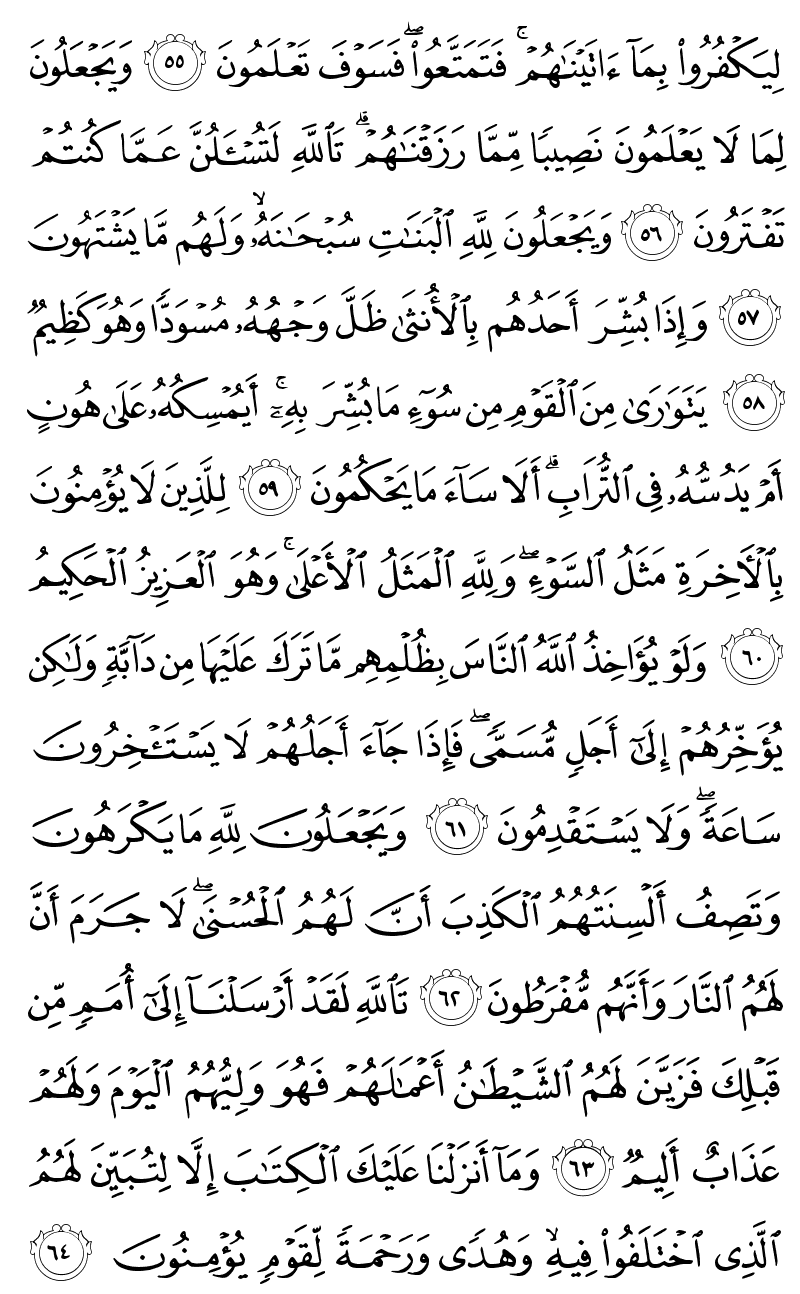 لِيَكۡفُرُواْ بِمَآ ءَاتَيۡنَٰهُمۡۚ فَتَمَتَّعُواْۖ فَسَوۡفَ تَعۡلَمُونَ ٥٥ وَيَجۡعَلُونَ
لِمَا لَا يَعۡلَمُونَ نَصِيبٗا مِّمَّا رَزَقۡنَٰهُمۡۗ تَٱللَّهِ لَتُسۡـَٔلُنَّ عَمَّا كُنتُمۡ
تَفۡتَرُونَ ٥٦ وَيَجۡعَلُونَ لِلَّهِ ٱلۡبَنَٰتِ سُبۡحَٰنَهُۥ وَلَهُم مَّا يَشۡتَهُونَ
٥٧ وَإِذَا بُشِّرَ أَحَدُهُم بِٱلۡأُنثَىٰ ظَلَّ وَجۡهُهُۥ مُسۡوَدّٗا وَهُوَ كَظِيمٞ
٥٨ يَتَوَٰرَىٰ مِنَ ٱلۡقَوۡمِ مِن سُوٓءِ مَا بُشِّرَ بِهِۦٓۚ أَيُمۡسِكُهُۥ عَلَىٰ هُونٍ
أَمۡ يَدُسُّهُۥ فِي ٱلتُّرَابِۗ أَلَا سَآءَ مَا يَحۡكُمُونَ ٥٩ لِلَّذِينَ لَا يُؤۡمِنُونَ
بِٱلۡأٓخِرَةِ مَثَلُ ٱلسَّوۡءِۖ وَلِلَّهِ ٱلۡمَثَلُ ٱلۡأَعۡلَىٰۚ وَهُوَ ٱلۡعَزِيزُ ٱلۡحَكِيمُ
٦٠ وَلَوۡ يُؤَاخِذُ ٱللَّهُ ٱلنَّاسَ بِظُلۡمِهِم مَّا تَرَكَ عَلَيۡهَا مِن دَآبَّةٖ وَلَٰكِن
يُؤَخِّرُهُمۡ إِلَىٰٓ أَجَلٖ مُّسَمّٗىۖ فَإِذَا جَآءَ أَجَلُهُمۡ لَا يَسۡتَـٔۡخِرُونَ
سَاعَةٗۖ وَلَا يَسۡتَقۡدِمُونَ ٦١ وَيَجۡعَلُونَ لِلَّهِ مَا يَكۡرَهُونَ
وَتَصِفُ أَلۡسِنَتُهُمُ ٱلۡكَذِبَ أَنَّ لَهُمُ ٱلۡحُسۡنَىٰۖ لَا جَرَمَ أَنَّ
لَهُمُ ٱلنَّارَ وَأَنَّهُم مُّفۡرَطُونَ ٦٢ تَٱللَّهِ لَقَدۡ أَرۡسَلۡنَآ إِلَىٰٓ أُمَمٖ مِّن
قَبۡلِكَ فَزَيَّنَ لَهُمُ ٱلشَّيۡطَٰنُ أَعۡمَٰلَهُمۡ فَهُوَ وَلِيُّهُمُ ٱلۡيَوۡمَ وَلَهُمۡ
عَذَابٌ أَلِيمٞ ٦٣ وَمَآ أَنزَلۡنَا عَلَيۡكَ ٱلۡكِتَٰبَ إِلَّا لِتُبَيِّنَ لَهُمُ
ٱلَّذِي ٱخۡتَلَفُواْ فِيهِ وَهُدٗى وَرَحۡمَةٗ لِّقَوۡمٖ يُؤۡمِنُونَ ٦٤